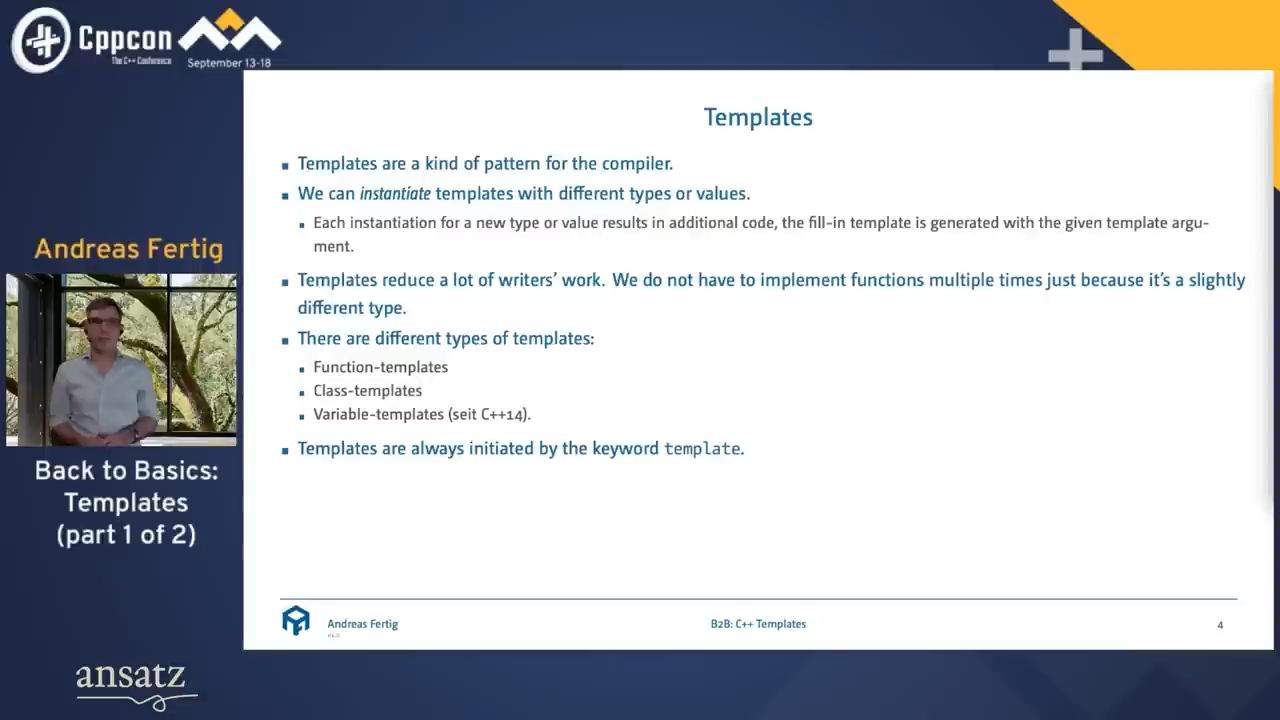 Cppcon
The C++ Conference
September 13-18
Templates
Templates are a kind of pattern for the compiler.
We can instantiate templates with different types or values.
Each instantiation for a new type or value results in additional code, the fill-in template is generated with the given template argu-
ment.
Templates reduce a lot of writers' work. We do not have to implement functions multiple times just because it's a slightly
different type.
There are different types of templates:
Function-templates
Class-templates
Variable-templates (seit C++14).
Templates are always initiated by the keyword template.
Andreas Fertig
B2B: C++ Templates
4
Andreas Fertig
Back to Basics:
Templates
(part 1 of 2)
ansatz